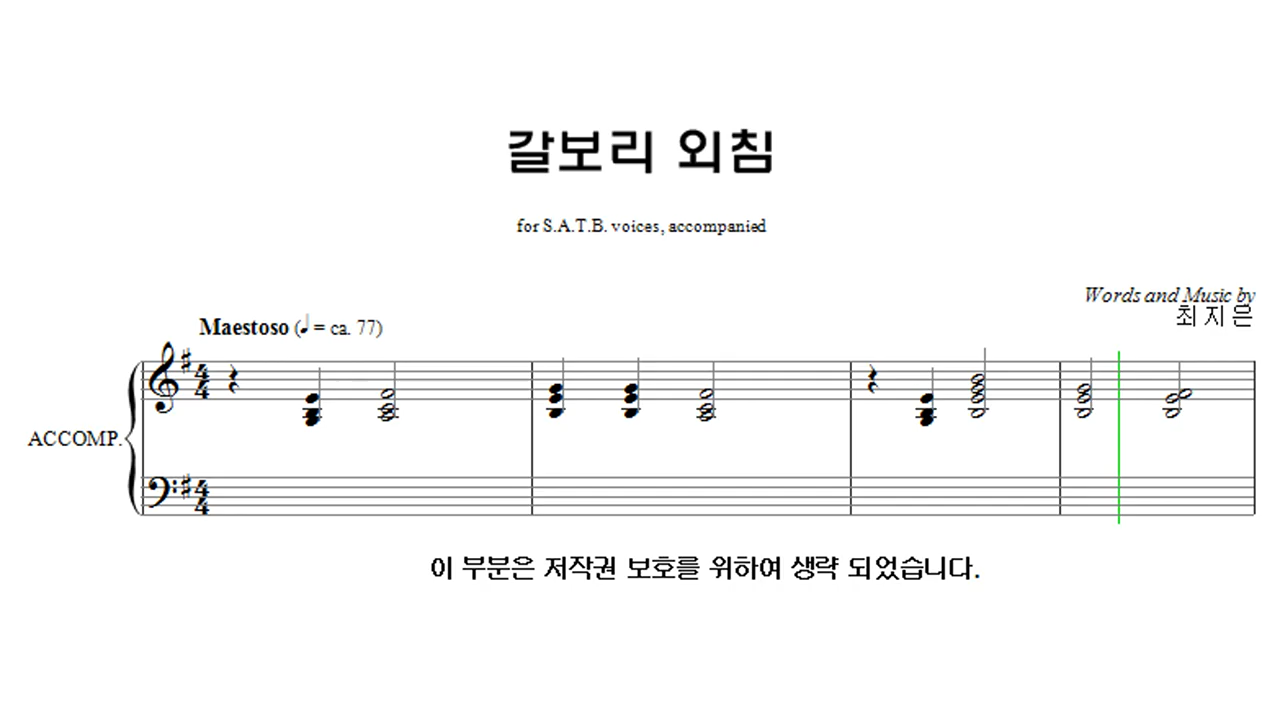 갈보리 외침
for S.A.T.B. voices, accompanied
Words and Music by
최 지 은
Maestoso (♩ = ca. 77)
ACCOMP.
이 부분은 저작권 보호를 위하여 생략 되었습니다.